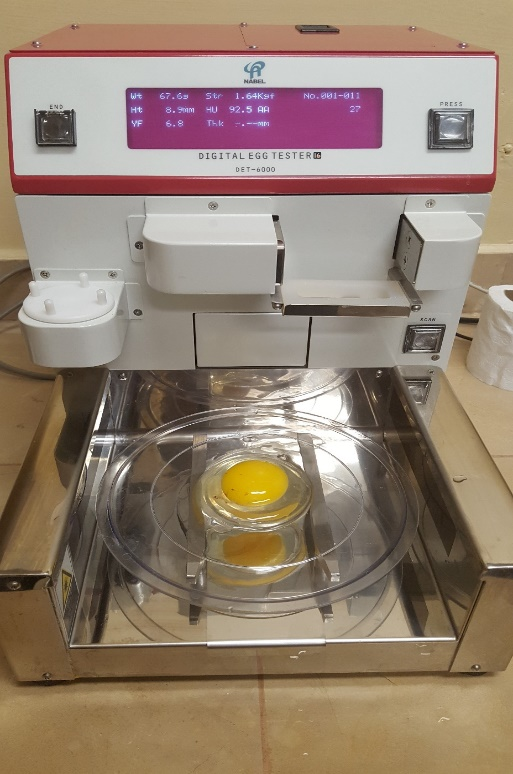 NABEL
Wt 67.6g Str 1.64Kgf No.001-011
Ht 8.9mm HU 92.5 AA 27
YF 6.8 Thk -.--mm
END
PRESS
DIGITAL EGG TESTER
DET-6000
SCAN